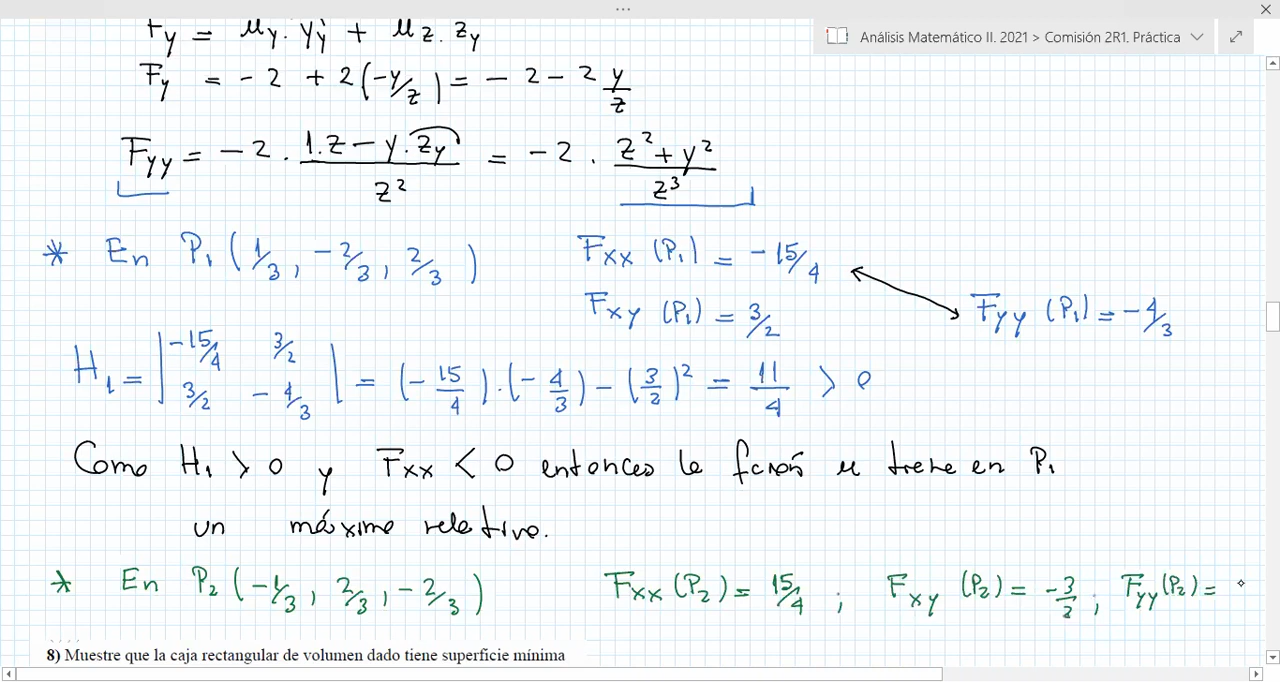 Análisis Matemático II. 2021 > Comisión 2R1. Práctica
Fy = μy . yy + μz . zy
Fy = - 2 + 2(-y/z) = - 2 - 2 y/z
Fyy = - 2 . (1.z - y.zy)/z² = - 2 . (z² + y²)/z³
* En P₁(1/3, -2/3, 2/3) Fxx (P₁) = - 15/4
Fxy (P₁) = 3/2 Fyy (P₁) = - 4/3
H₁ = |-15/4 3/2 3/2 - 4/3| = (- 15/4).(- 4/3) - (3/2)² = 11/4 > 0
Como H₁ > 0 y Fxx < 0 entonces la función μ tiene en P₁
un máximo relativo.
* En P₂(-1/3, 2/3, -2/3) Fxx (P₂) = 15/4 ; Fxy (P₂) = -3/2 ; Fyy (P₂) =
8) Muestre que la caja rectangular de volumen dado tiene superficie mínima